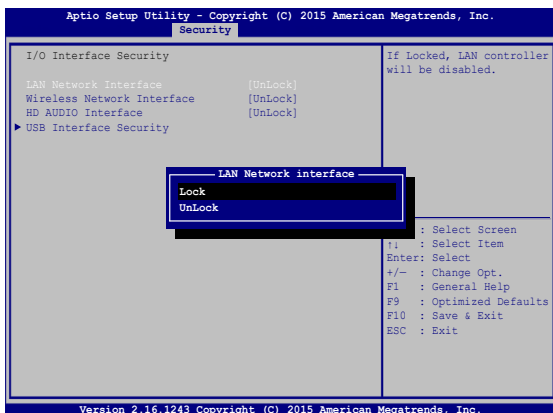 Aptio Setup Utility - Copyright (C) 2015 American Megatrends, Inc.
Security
I/O Interface Security
LAN Network Interface [UnLock]
Wireless Network Interface [UnLock]
HD AUDIO Interface [UnLock]
USB Interface Security
If Locked, LAN controller
will be disabled.
LAN Network interface
Lock
UnLock
: Select Screen
↑↓ : Select Item
Enter: Select
+/— : Change Opt.
F1 : General Help
F9 : Optimized Defaults
F10 : Save & Exit
ESC : Exit
Version 2.16.1243 Copyright (C) 2015 American Megatrends, Inc.